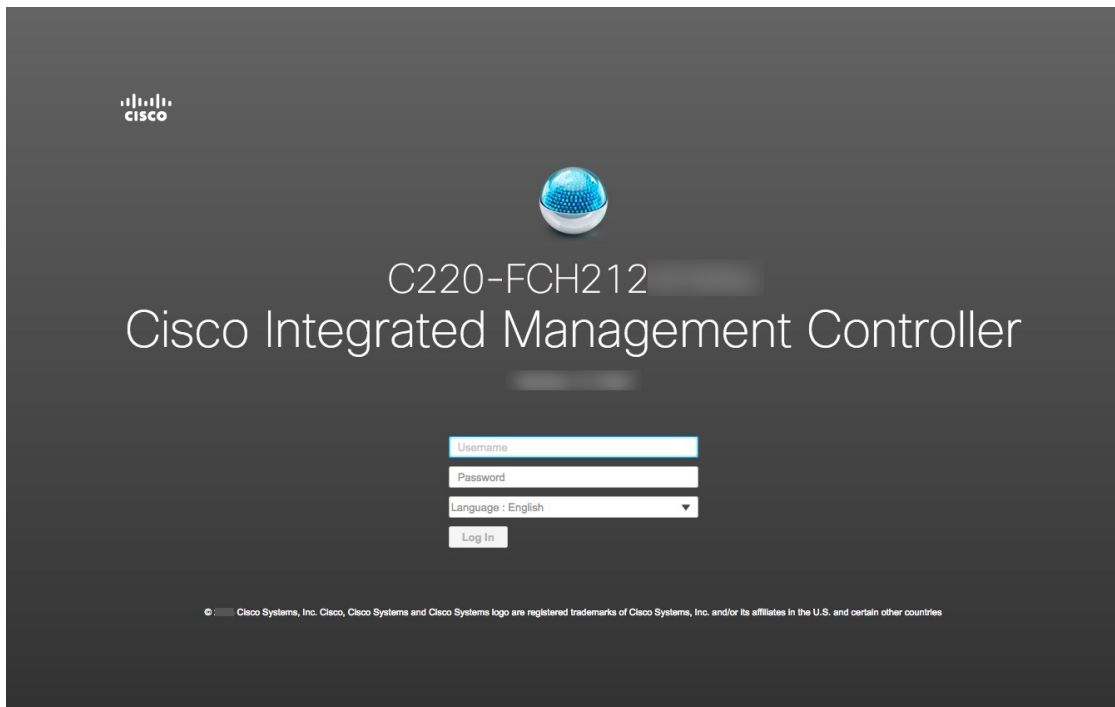 CISCO
C220-FCH212
Cisco Integrated Management Controller
Username
Password
Language : English
Log In
© Cisco Systems, Inc. Cisco, Cisco Systems and Cisco Systems logo are registered trademarks of Cisco Systems, Inc. and/or its affiliates in the U.S. and certain other countries